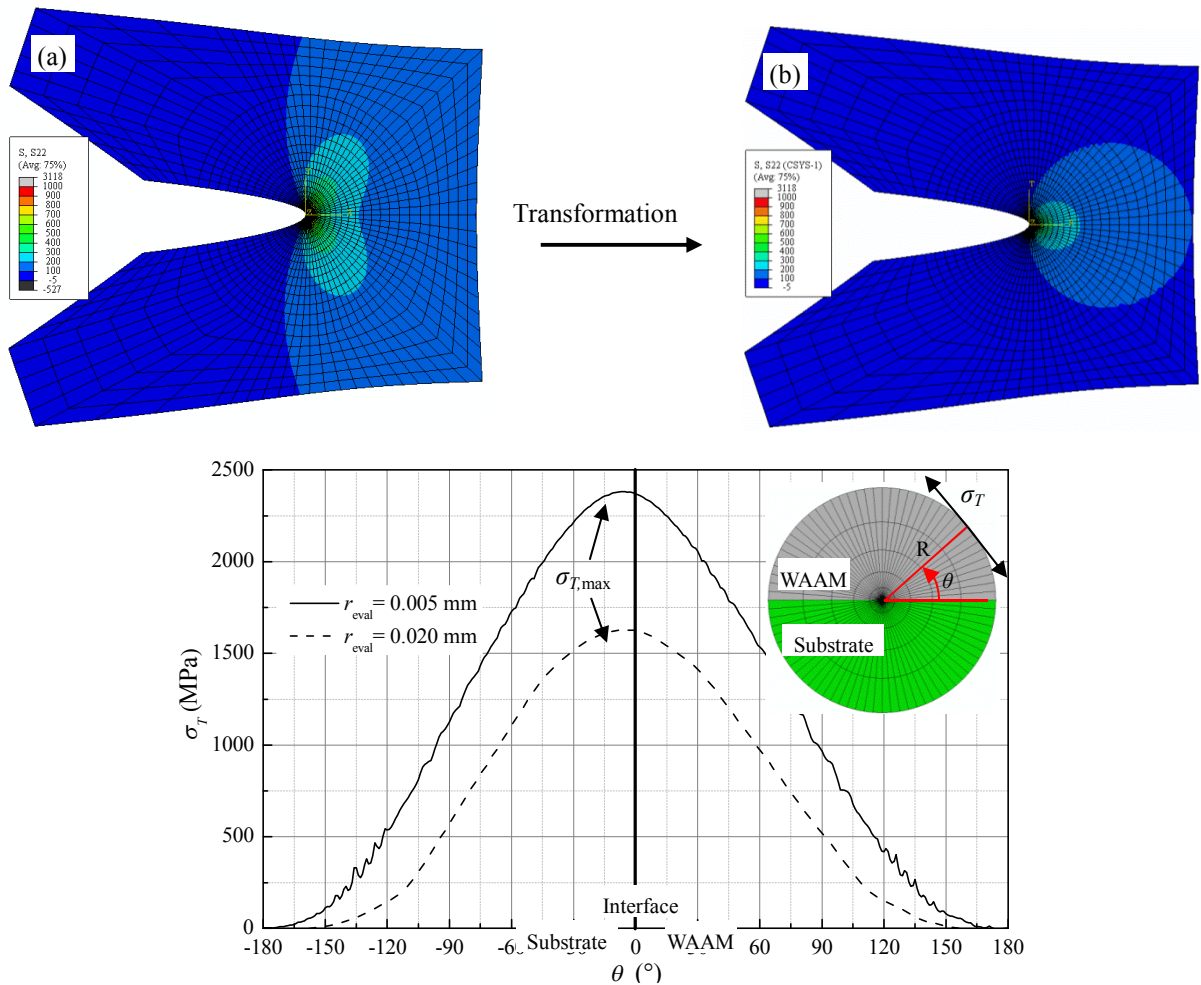 (a)
S, S22
(Avg: 75%)
3118
1000
900
800
700
600
500
400
300
200
100
-5
-527
Transformation
(b)
S, S22 (CSYS-1)
(Avg: 75%)
3118
1000
900
800
700
600
500
400
300
200
100
-5
T
2500
2000
1500
1000
500
0
σT (MPa)
σT,max
reval= 0.005 mm
reval= 0.020 mm
σT
R
θ
WAAM
Substrate
Interface
Substrate WAAM
-180 -150 -120 -90 -60 0 60 90 120 150 180
θ (°)